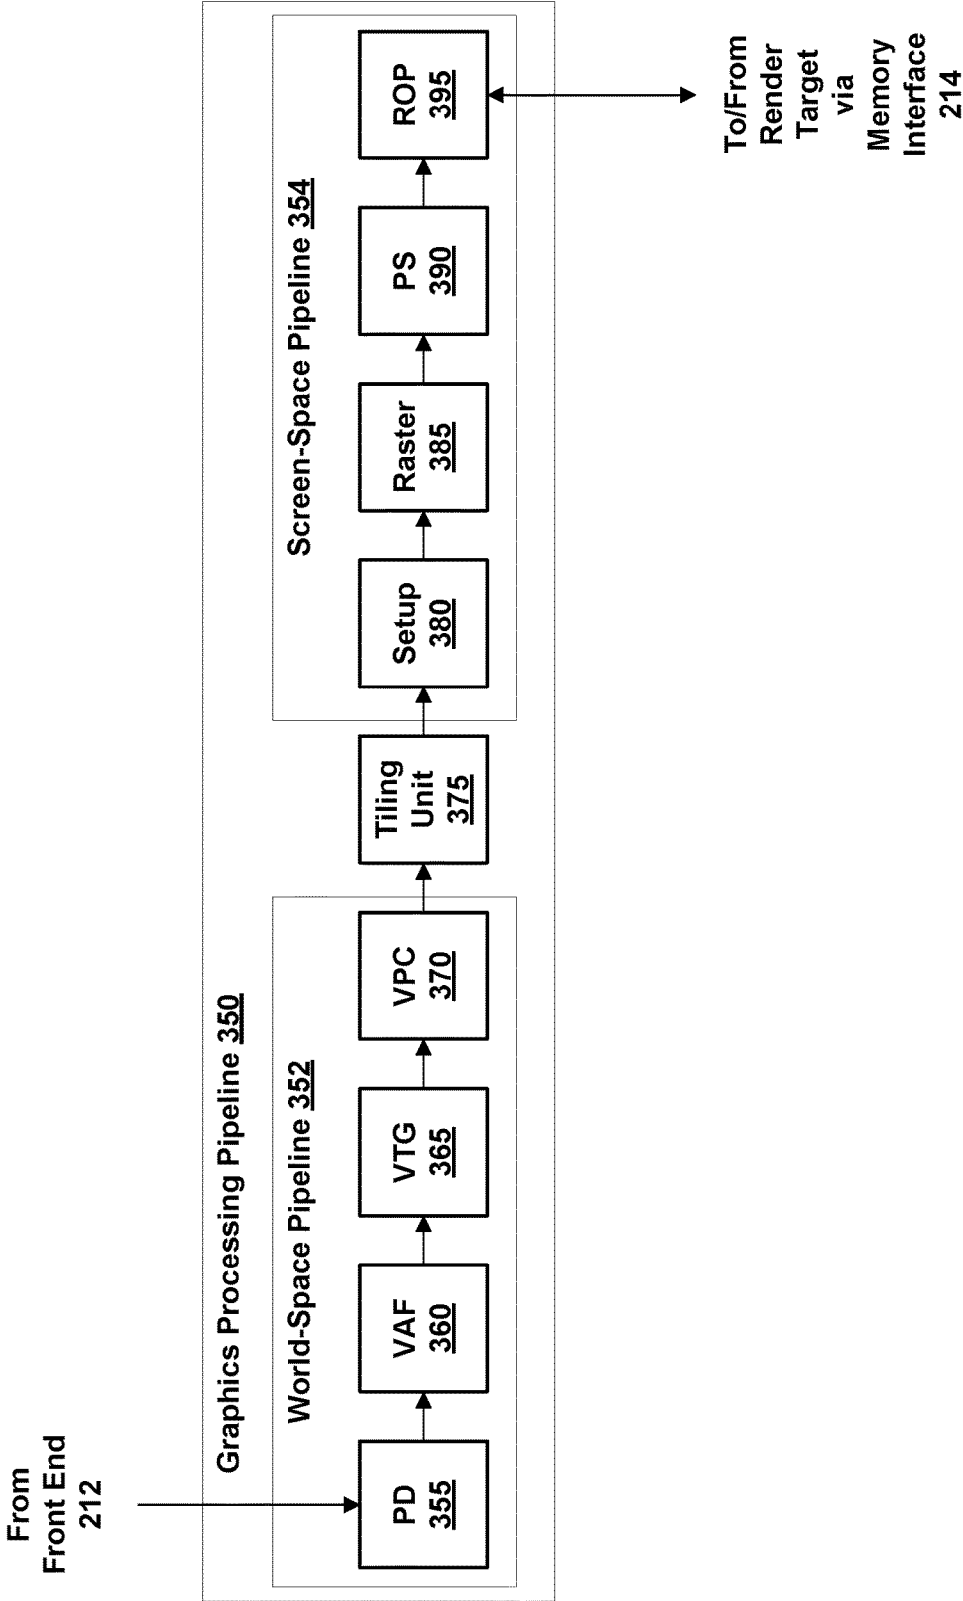 From
Front End
212
Graphics Processing Pipeline 350
World-Space Pipeline 352
PD
355
VAF
360
VTG
365
VPC
370
Tiling
Unit
375
Screen-Space Pipeline 354
Setup
380
Raster
385
PS
390
ROP
395
To/From
Render
Target
via
Memory
Interface
214